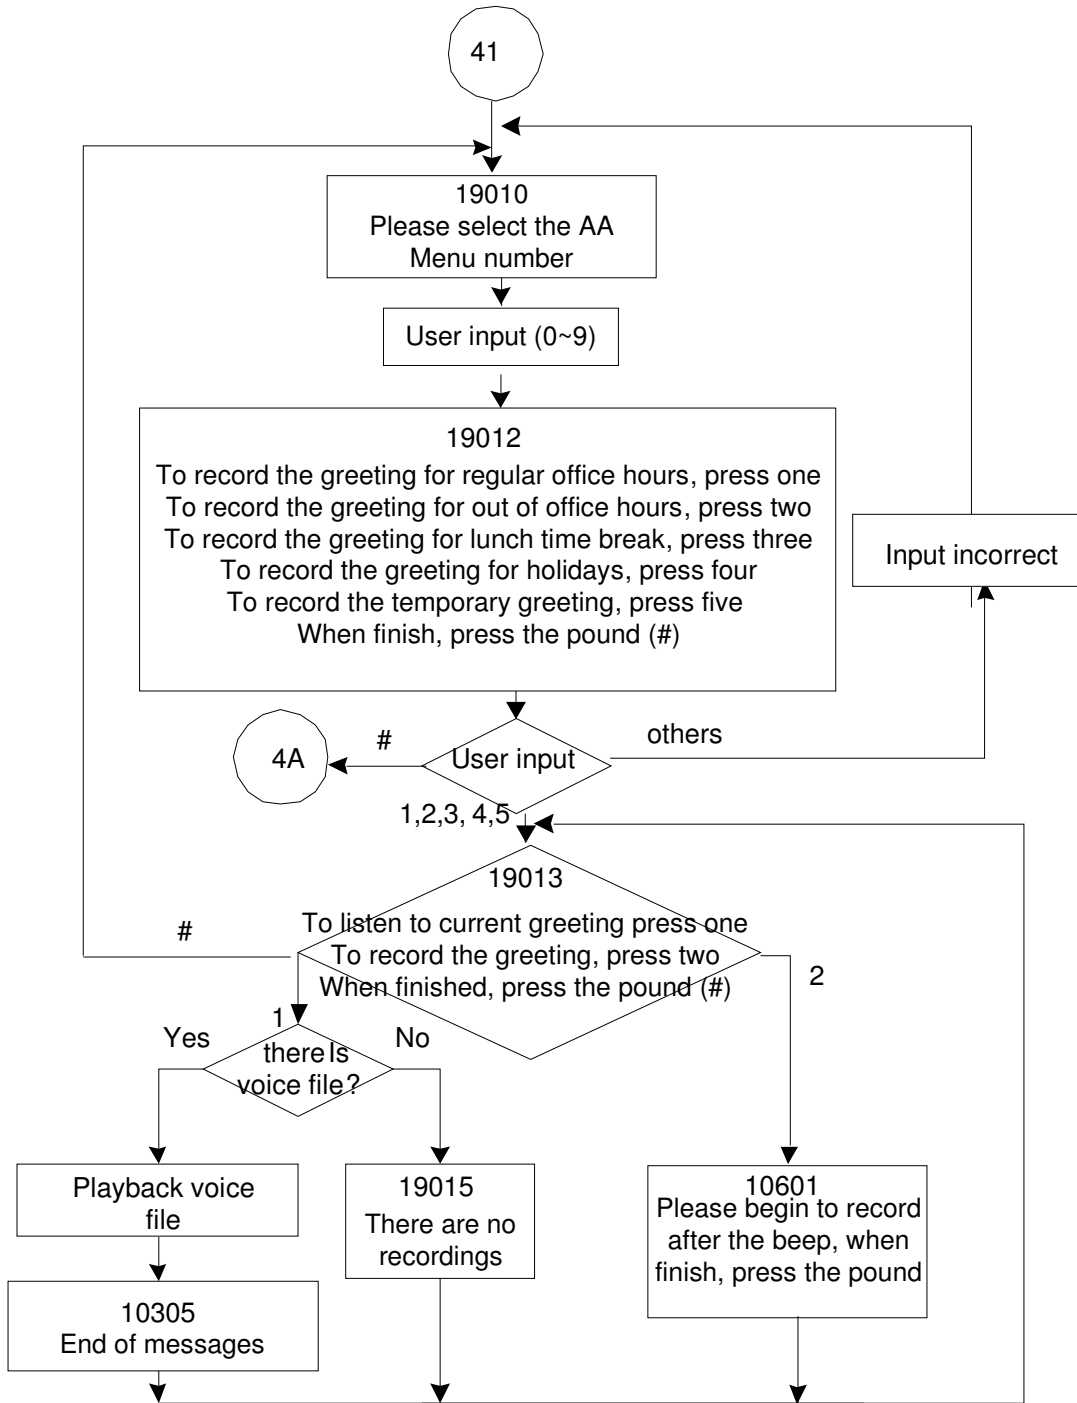 41
19010
Please select the AA
Menu number
User input (0~9)
19012
To record the greeting for regular office hours, press one
To record the greeting for out of office hours, press two
To record the greeting for lunch time break, press three
To record the greeting for holidays, press four
To record the temporary greeting, press five
When finish, press the pound (#)
Input incorrect
others
#
User input
4A
1,2,3, 4,5
19013
To listen to current greeting press one
To record the greeting, press two
When finished, press the pound (#)
#
2
1
Yes
No
there Is
voice file?
Playback voice
file
19015
There are no
recordings
10601
Please begin to record
after the beep, when
finish, press the pound
10305
End of messages